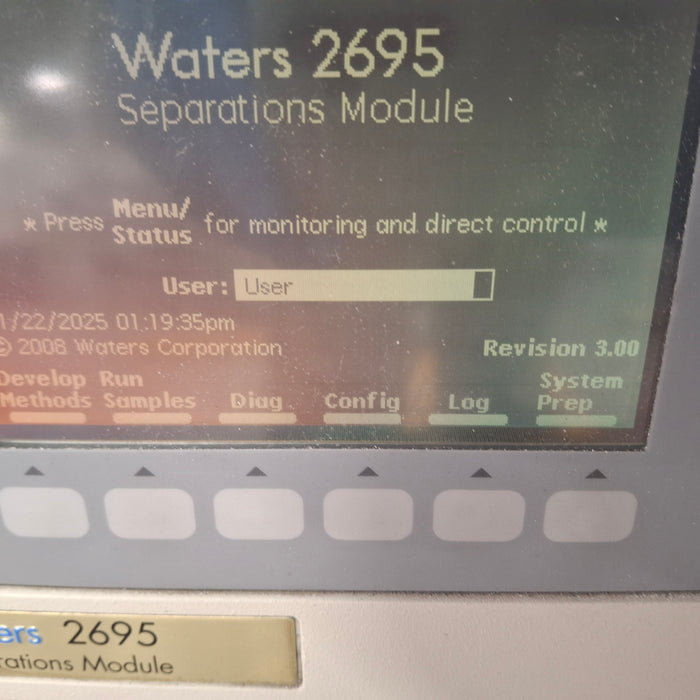 Waters 2695
Separations Module
* Press Menu/ Status for monitoring and direct control *
User: User
1/22/2025 01:19:35pm
© 2008 Waters Corporation
Revision 3.00
Develop Methods
Run Samples
Diag
Config
Log
System Prep
ers 2695
rations Module